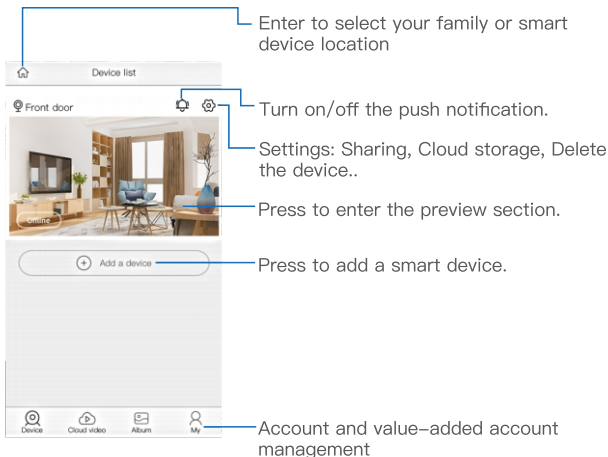 Enter to select your family or smart
device location
Device list
Front door
Turn on/off the push notification.
Settings: Sharing, Cloud storage, Delete
the device..
Online
Press to enter the preview section.
Add a device
Press to add a smart device.
Device
Cloud video
Album
My
Account and value-added account
management